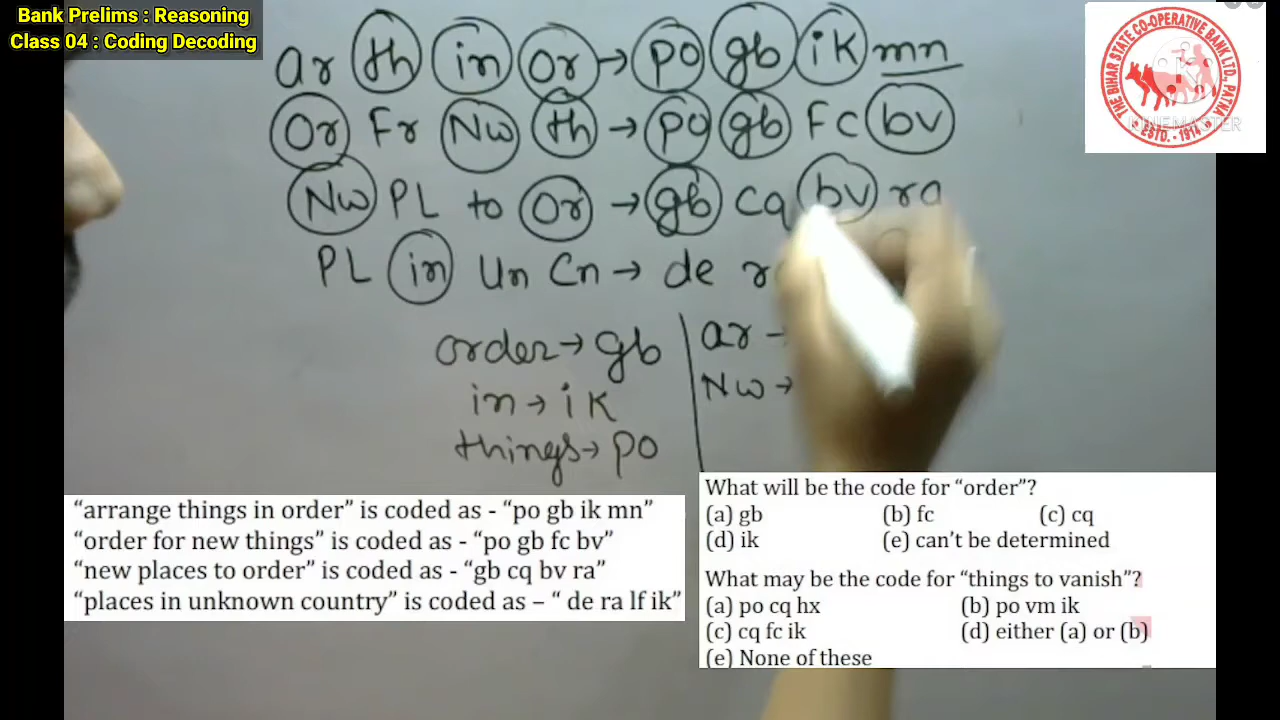 Bank Prelims : Reasoning
Class 04 : Coding Decoding
THE BIHAR STATE CO-OPERATIVE BANK LTD., PATNA
ESTD. - 1914
KINEMASTER
ar th in or → po gb ik mn
Or Fr Nw th → po gb Fc bv
Nw PL to Or → gb cq bv ra
PL in Un Cn → de
order → gb
in → ik
things → po
ar →
Nw →
“arrange things in order” is coded as - “po gb ik mn”
“order for new things” is coded as - “po gb fc bv”
“new places to order” is coded as - “gb cq bv ra”
“places in unknown country” is coded as – “ de ra lf ik”
What will be the code for “order”?
(a) gb (b) fc (c) cq
(d) ik (e) can’t be determined
What may be the code for “things to vanish”?
(a) po cq hx (b) po vm ik
(c) cq fc ik (d) either (a) or (b)
(e) None of these